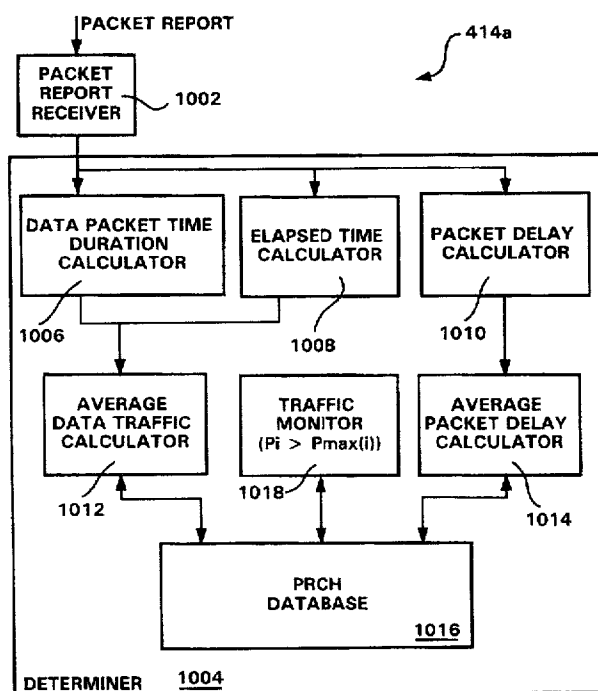 PACKET REPORT
414a
PACKET
REPORT
RECEIVER
1002
DATA PACKET TIME
DURATION
CALCULATOR
1006
ELAPSED TIME
CALCULATOR
1008
PACKET DELAY
CALCULATOR
1010
AVERAGE
DATA TRAFFIC
CALCULATOR
1012
TRAFFIC
MONITOR
(Pi > Pmax(i))
1018
AVERAGE
PACKET DELAY
CALCULATOR
1014
PRCH
DATABASE
1016
DETERMINER 1004